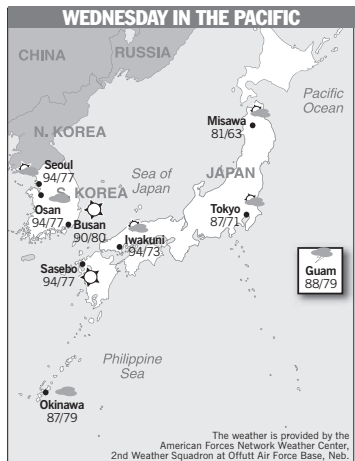 WEDNESDAY IN THE PACIFIC
CHINA
RUSSIA
Pacific
Ocean
Misawa
81/63
N. KOREA
Seoul
94/77
Sea of
Japan
JAPAN
S. KOREA
Osan
94/77
Busan
90/80
Tokyo
87/71
Iwakuni
94/73
Sasebo
94/77
Guam
88/79
Philippine
Sea
Okinawa
87/79
The weather is provided by the
American Forces Network Weather Center,
2nd Weather Squadron at Offutt Air Force Base, Neb.